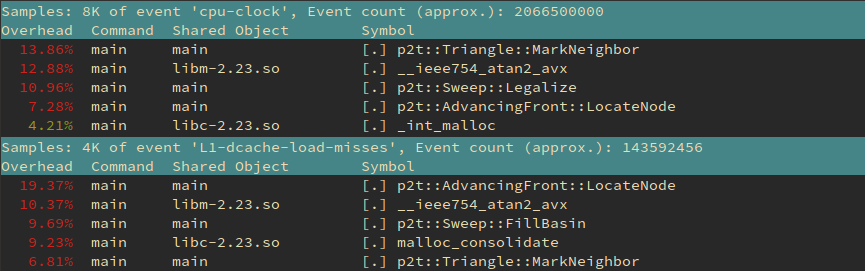 Samples: 8K of event 'cpu-clock', Event count (approx.): 2066500000
Overhead  Command  Shared Object        Symbol
  13.86%  main     main                 [.] p2t::Triangle::MarkNeighbor
  12.88%  main     libm-2.23.so         [.] __ieee754_atan2_avx
  10.96%  main     main                 [.] p2t::Sweep::Legalize
   7.28%  main     main                 [.] p2t::AdvancingFront::LocateNode
   4.21%  main     libc-2.23.so         [.] _int_malloc
Samples: 4K of event 'L1-dcache-load-misses', Event count (approx.): 143592456
Overhead  Command  Shared Object        Symbol
  19.37%  main     main                 [.] p2t::AdvancingFront::LocateNode
  10.37%  main     libm-2.23.so         [.] __ieee754_atan2_avx
   9.69%  main     main                 [.] p2t::Sweep::FillBasin
   9.23%  main     libc-2.23.so         [.] malloc_consolidate
   6.81%  main     main                 [.] p2t::Triangle::MarkNeighbor